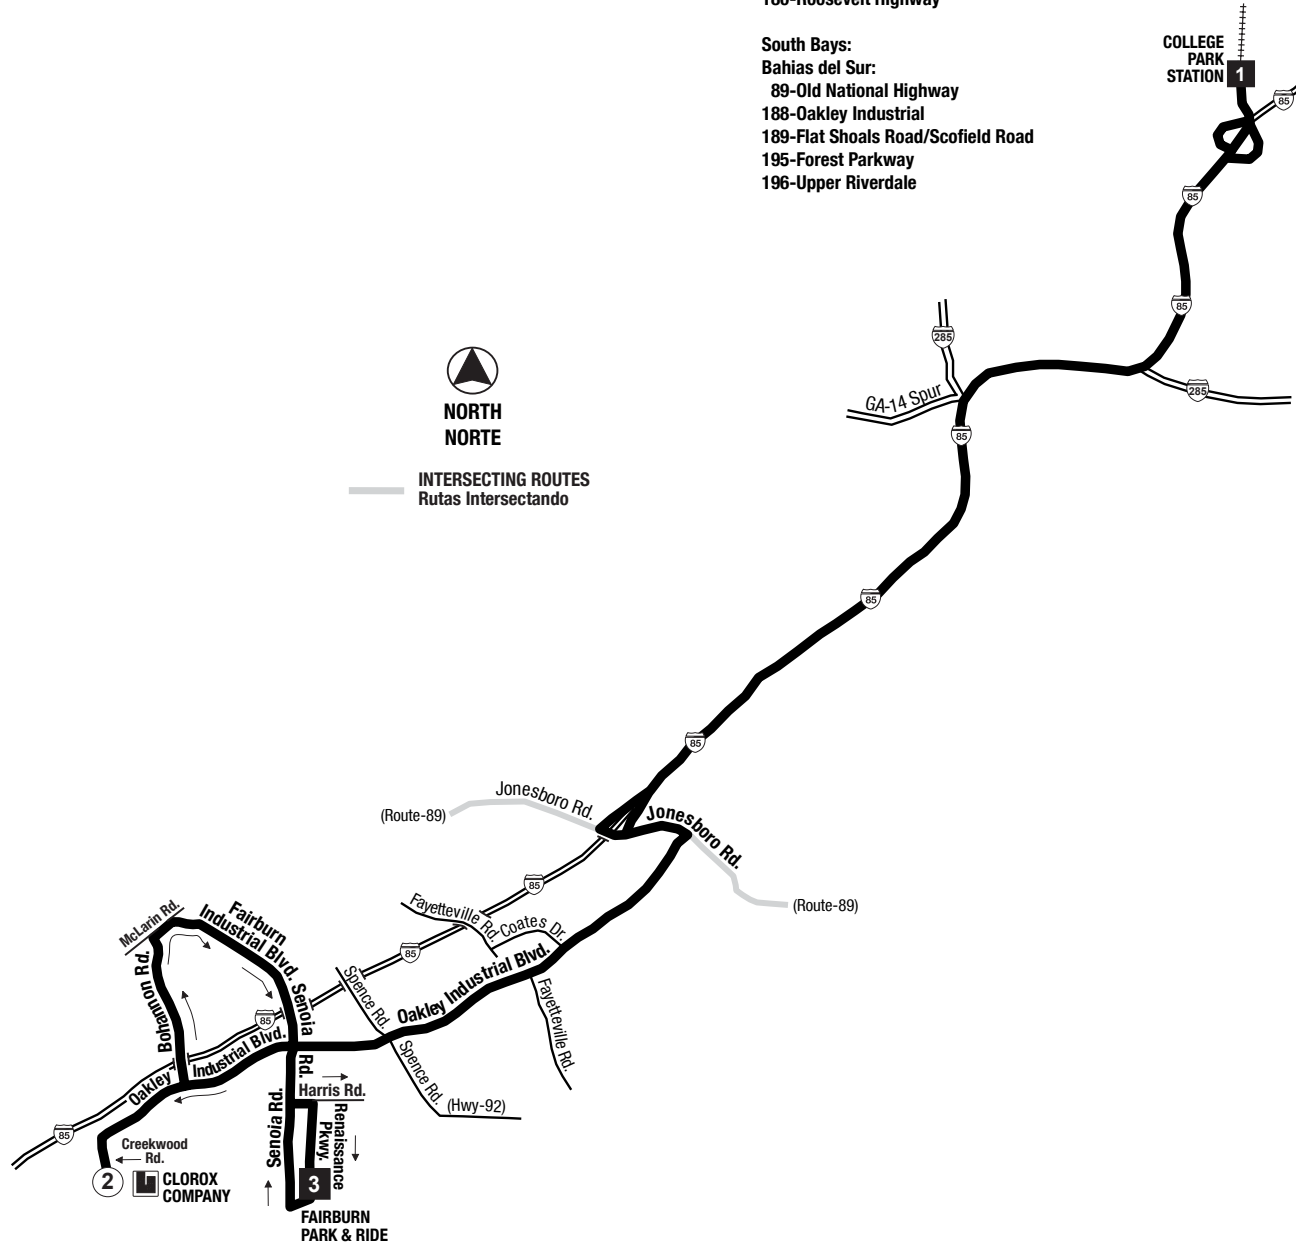 180-Roosevelt Highway
South Bays:
Bahias del Sur:
89-Old National Highway
188-Oakley Industrial
189-Flat Shoals Road/Scofield Road
195-Forest Parkway
196-Upper Riverdale
COLLEGE
PARK
STATION
1
85
85
85
285
GA-14 Spur
285
85
NORTH
NORTE
INTERSECTING ROUTES
Rutas Intersectando
85
85
Jonesboro Rd.
(Route-89)
Jonesboro Rd.
(Route-89)
85
Fayetteville Rd.
Coates Dr.
85
McLarin Rd.
Fairburn
Industrial Blvd.
Senoia
Rd.
Bohannon Rd.
Spence Rd.
Oakley Industrial Blvd.
Fayetteville Rd.
85
Oakley
Industrial Blvd.
Spence Rd.
(Hwy-92)
Harris Rd.
Senoia Rd.
Renaissance
Pkwy.
85
Creekwood
Rd.
2
CLOROX
COMPANY
3
FAIRBURN
PARK & RIDE